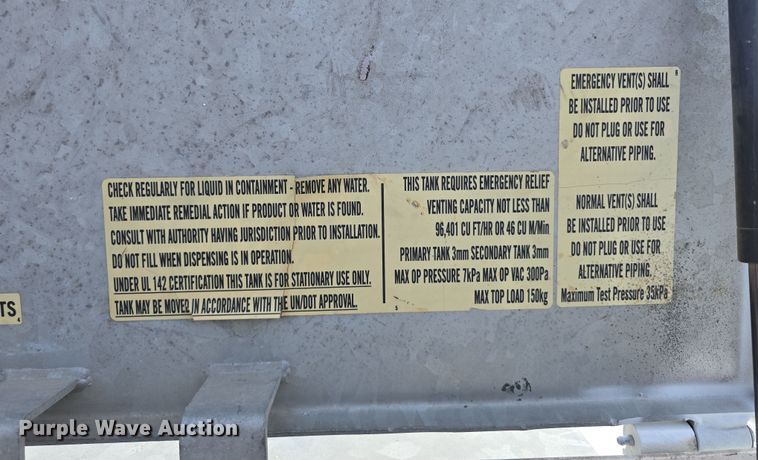 TS.
4
CHECK REGULARLY FOR LIQUID IN CONTAINMENT - REMOVE ANY WATER.
TAKE IMMEDIATE REMEDIAL ACTION IF PRODUCT OR WATER IS FOUND.
CONSULT WITH AUTHORITY HAVING JURISDICTION PRIOR TO INSTALLATION.
DO NOT FILL WHEN DISPENSING IS IN OPERATION.
UNDER UL 142 CERTIFICATION THIS TANK IS FOR STATIONARY USE ONLY.
TANK MAY BE MOVED IN ACCORDANCE WITH THE UN/DOT APPROVAL.
THIS TANK REQUIRES EMERGENCY RELIEF
VENTING CAPACITY NOT LESS THAN
96,401 CU FT/HR OR 46 CU M/Min
PRIMARY TANK 3mm SECONDARY TANK 3mm
MAX OP PRESSURE 7kPa MAX OP VAC 300Pa
MAX TOP LOAD 150kg
EMERGENCY VENT(S) SHALL
BE INSTALLED PRIOR TO USE
DO NOT PLUG OR USE FOR
ALTERNATIVE PIPING.
NORMAL VENT(S) SHALL
BE INSTALLED PRIOR TO USE
DO NOT PLUG OR USE FOR
ALTERNATIVE PIPING.
Maximum Test Pressure 35kPa
Purple Wave Auction